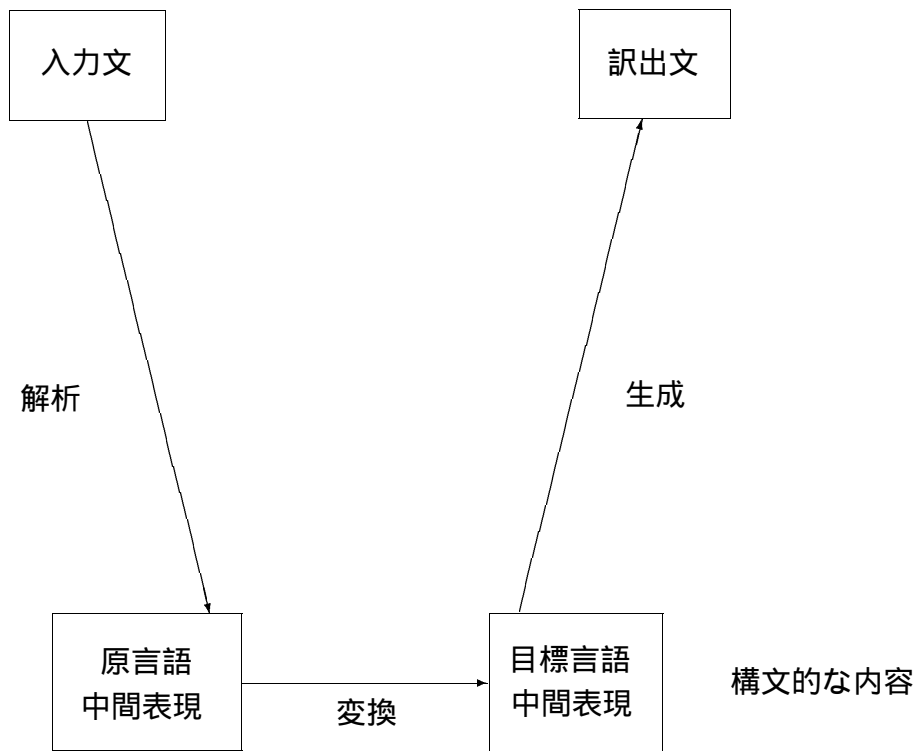 入力文
訳出文
解析
生成
原言語
中間表現
変換
目標言語
中間表現
構文的な内容